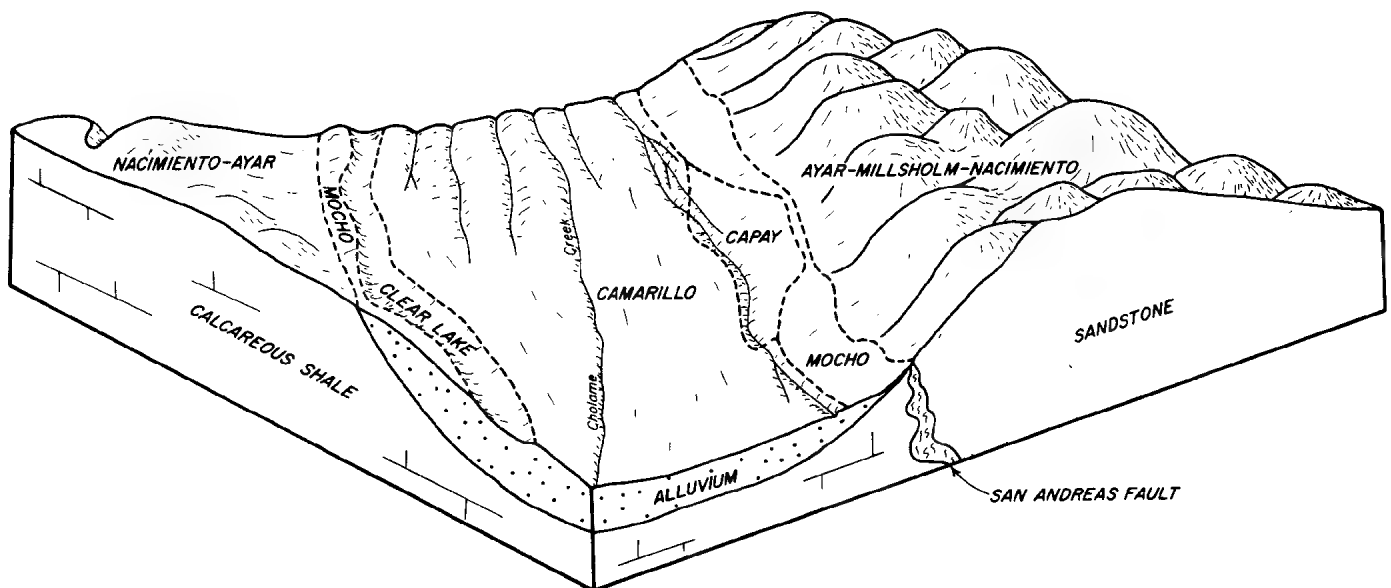 NACIMIENTO-AYAR
MOCHO
CLEAR LAKE
Cholame Creek
CAMARILLO
CAPAY
MOCHO
AYAR-MILLSHOLM-NACIMIENTO
CALCAREOUS SHALE
SANDSTONE
ALLUVIUM
SAN ANDREAS FAULT